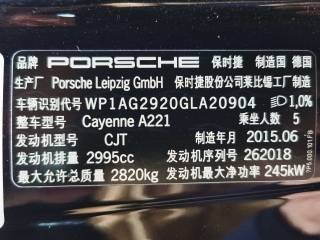 品牌 PORSCHE 保时捷 制造国 德国
生产厂 Porsche Leipzig GmbH 保时捷股份公司莱比锡工厂制造
车辆识别代号 WP1AG2920GLA20904 1,0%
整车型号 Cayenne A221 乘坐人数 5
发动机型号 CJT 制造年月 2015.06
发动机排量 2995cc 发动机序列号 262018
最大允许总质量 2820kg 发动机最大净功率 245kW
7P5.000.101.FB